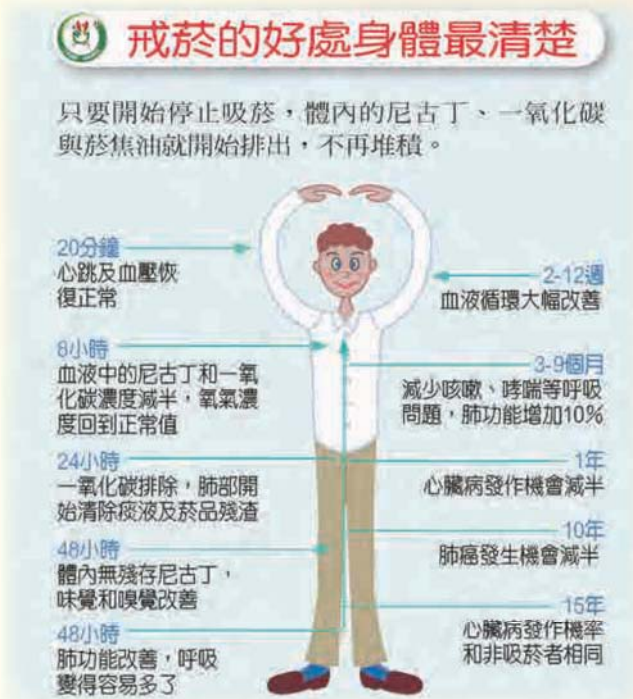 戒菸的好處身體最清楚
只要開始停止吸菸，體內的尼古丁、一氧化碳
與菸焦油就開始排出，不再堆積。
20分鐘
心跳及血壓恢
復正常
8小時
血液中的尼古丁和一氧
化碳濃度減半，氧氣濃
度回到正常值
24小時
一氧化碳排除，肺部開
始清除痰液及菸品殘渣
48小時
體內無殘存尼古丁，
味覺和嗅覺改善
48小時
肺功能改善，呼吸
變得容易多了
2-12週
血液循環大幅改善
3-9個月
減少咳嗽、哮喘等呼吸
問題，肺功能增加10%
1年
心臟病發作機會減半
10年
肺癌發生機會減半
15年
心臟病發作機率
和非吸菸者相同